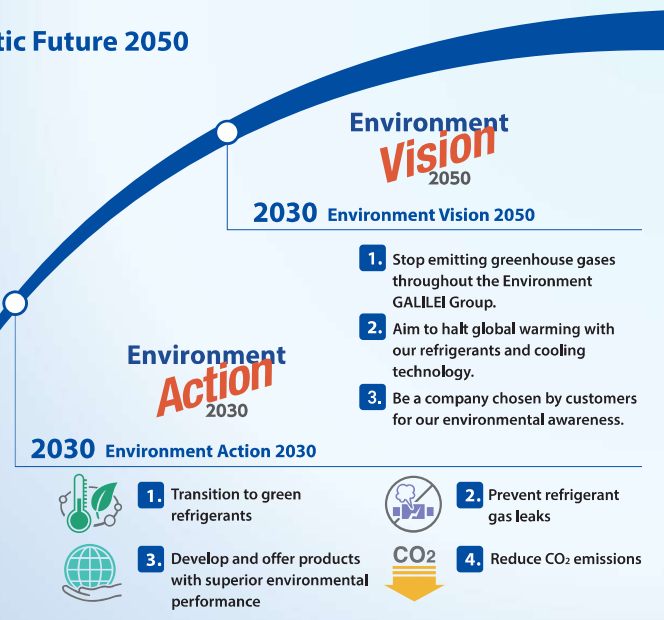 tic Future 2050
Environment
Vision
2050
2030 Environment Vision 2050
1. Stop emitting greenhouse gases
throughout the Environment
GALILEI Group.
2. Aim to halt global warming with
our refrigerants and cooling
technology.
3. Be a company chosen by customers
for our environmental awareness.
Environment
Action
2030
2030 Environment Action 2030
1. Transition to green
refrigerants
2. Prevent refrigerant
gas leaks
3. Develop and offer products
with superior environmental
performance
CO2
4. Reduce CO2 emissions